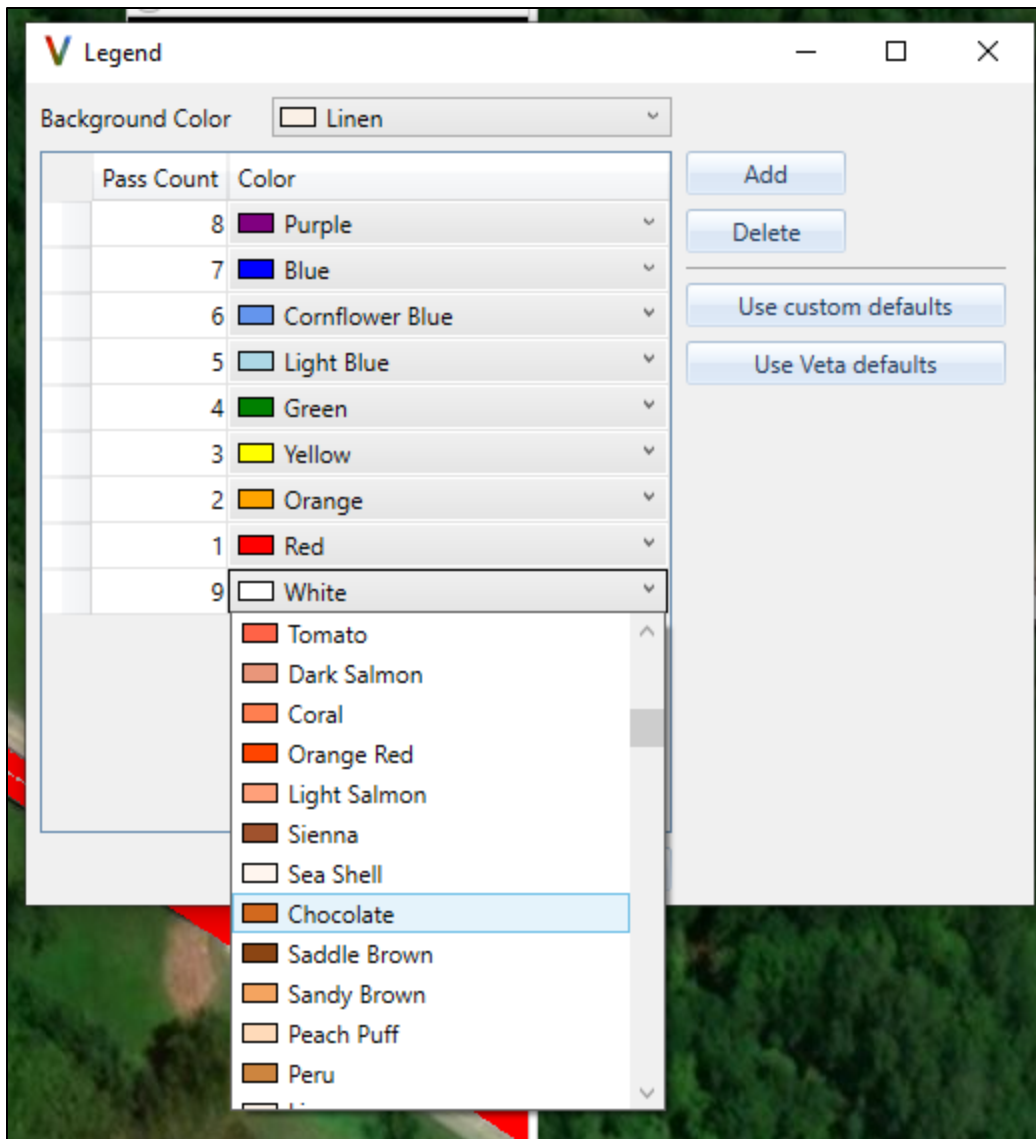 Legend
Background Color Linen
Pass Count Color
8 Purple
7 Blue
6 Cornflower Blue
5 Light Blue
4 Green
3 Yellow
2 Orange
1 Red
9 White
Tomato
Dark Salmon
Coral
Orange Red
Light Salmon
Sienna
Sea Shell
Chocolate
Saddle Brown
Sandy Brown
Peach Puff
Peru
Add
Delete
Use custom defaults
Use Veta defaults